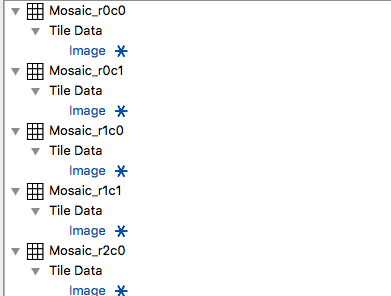 Mosaic_r0c0
Tile Data
Image
Mosaic_r0c1
Tile Data
Image
Mosaic_r1c0
Tile Data
Image
Mosaic_r1c1
Tile Data
Image
Mosaic_r2c0
Tile Data
Image